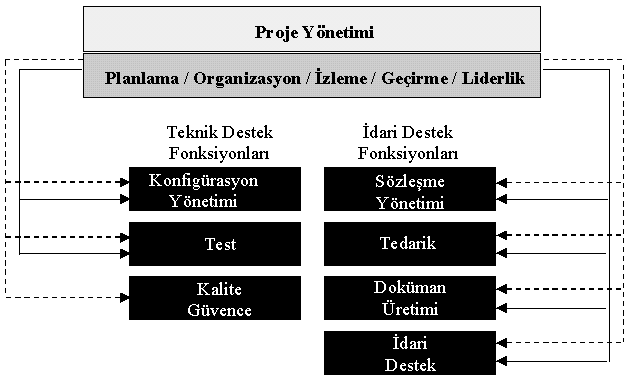 Proje Yönetimi
Planlama / Organizasyon / İzleme / Geçirme / Liderlik
Teknik Destek
Fonksiyonları
İdari Destek
Fonksiyonları
Konfigürasyon
Yönetimi
Sözleşme
Yönetimi
Test
Tedarik
Kalite
Güvence
Doküman
Üretimi
İdari
Destek